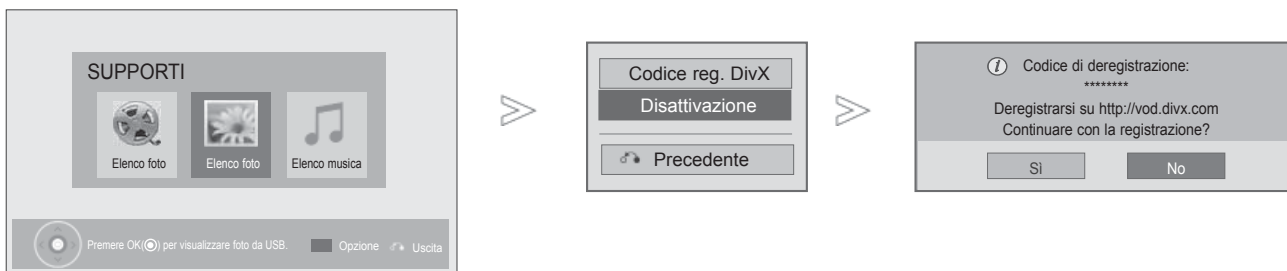 SUPPORTI
Elenco foto
Elenco foto
Elenco musica
Premere OK(◉) per visualizzare foto da USB.
Opzione
Uscita
Codice reg. DivX
Disattivazione
Precedente
Codice di deregistrazione:
********
Deregistrarsi su http://vod.divx.com
Continuare con la registrazione?
Sì
No